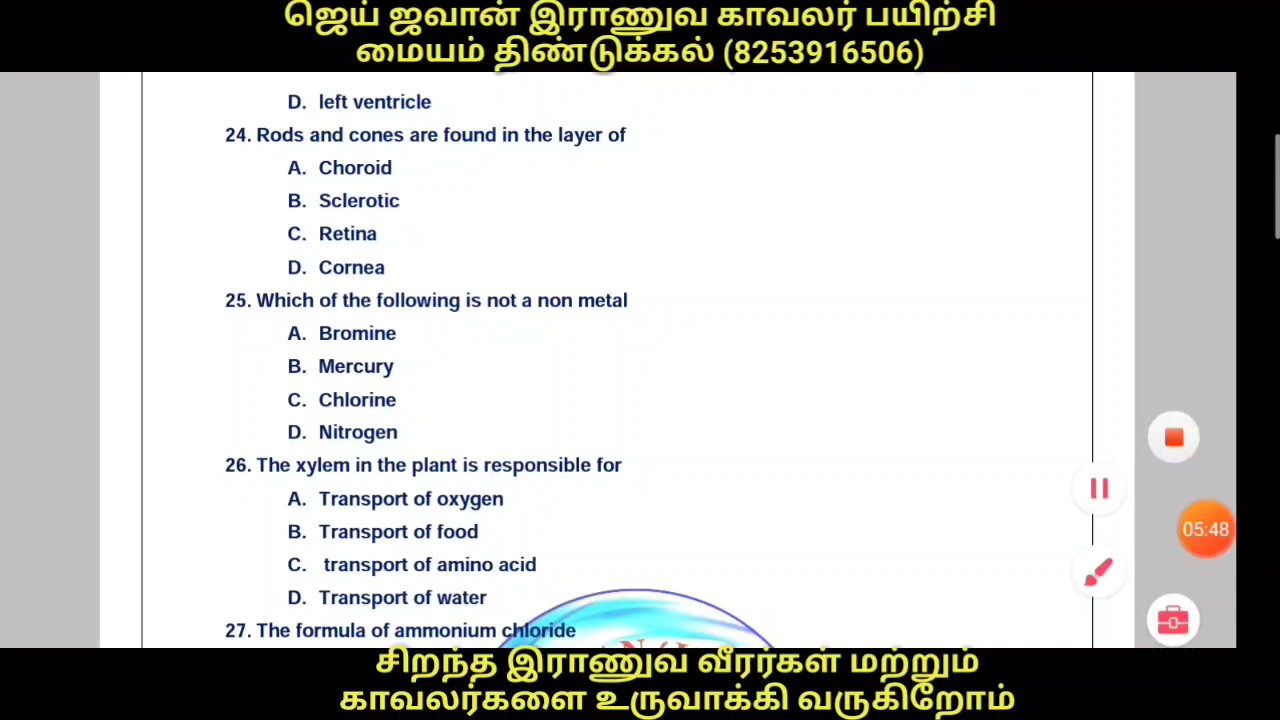 ஜெய் ஜவான் இராணுவ காவலர் பயிற்சி
மையம் திண்டுக்கல் (8253916506)
D. left ventricle
24. Rods and cones are found in the layer of
A. Choroid
B. Sclerotic
C. Retina
D. Cornea
25. Which of the following is not a non metal
A. Bromine
B. Mercury
C. Chlorine
D. Nitrogen
26. The xylem in the plant is responsible for
A. Transport of oxygen
B. Transport of food
C. transport of amino acid
D. Transport of water
27. The formula of ammonium chloride
05:48
சிறந்த இராணுவ வீரர்கள் மற்றும்
காவலர்களை உருவாக்கி வருகிறோம்